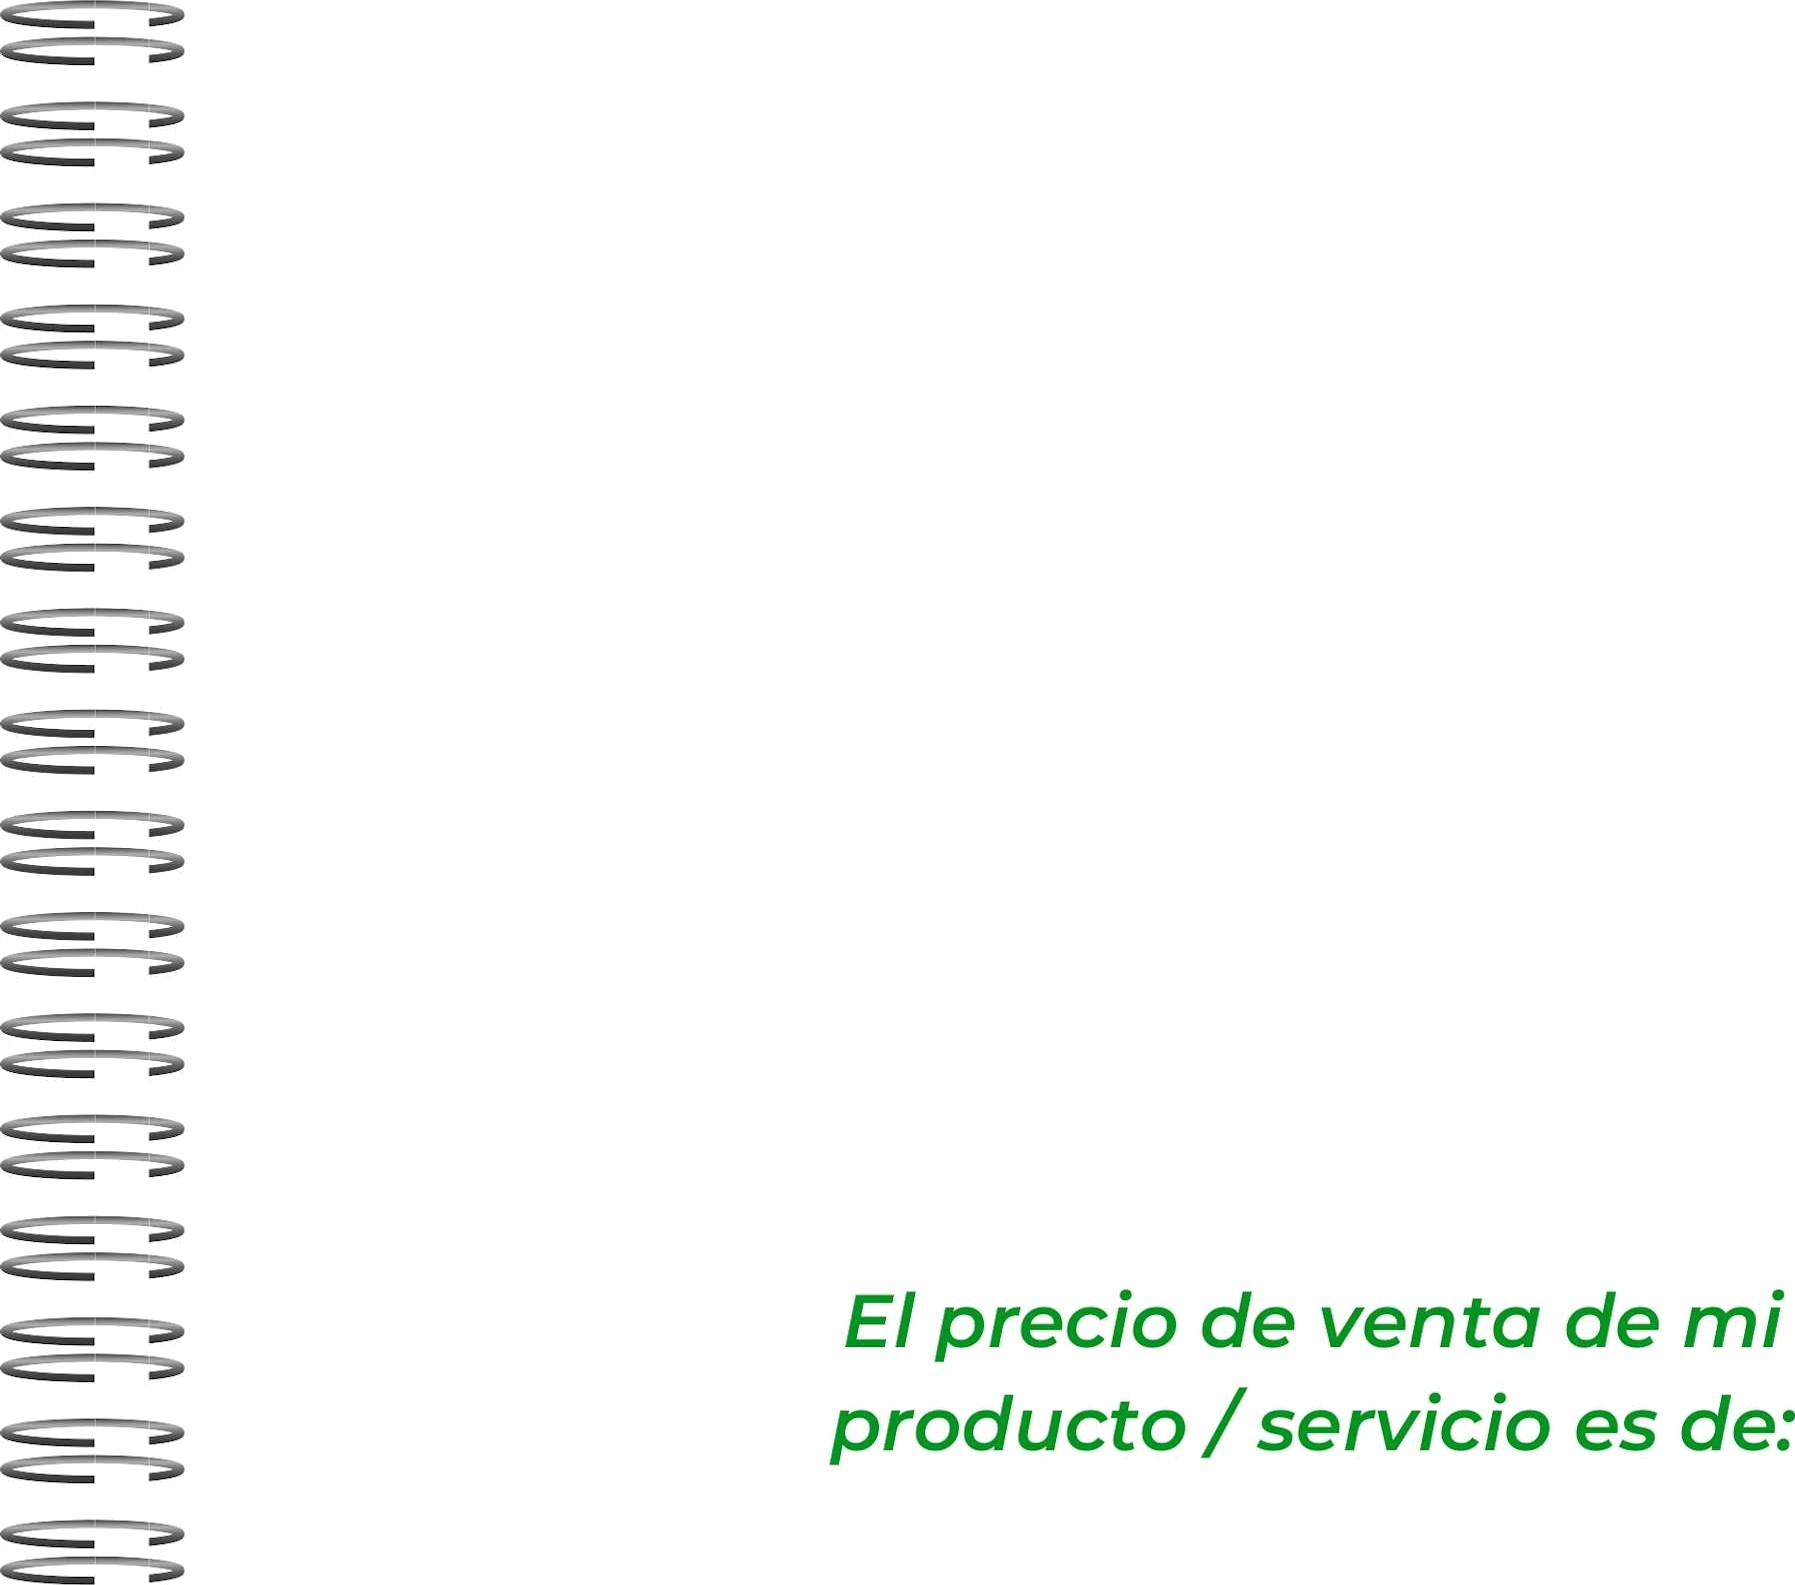 El precio de venta de mi
producto / servicio es de: